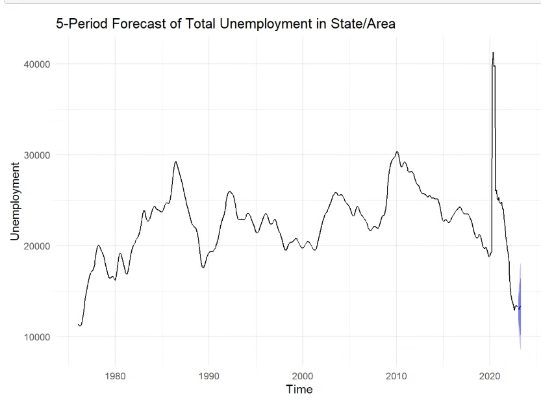 5-Period Forecast of Total Unemployment in State/Area
40000
30000
20000
10000
Unemployment
1980 1990 2000 2010 2020
Time